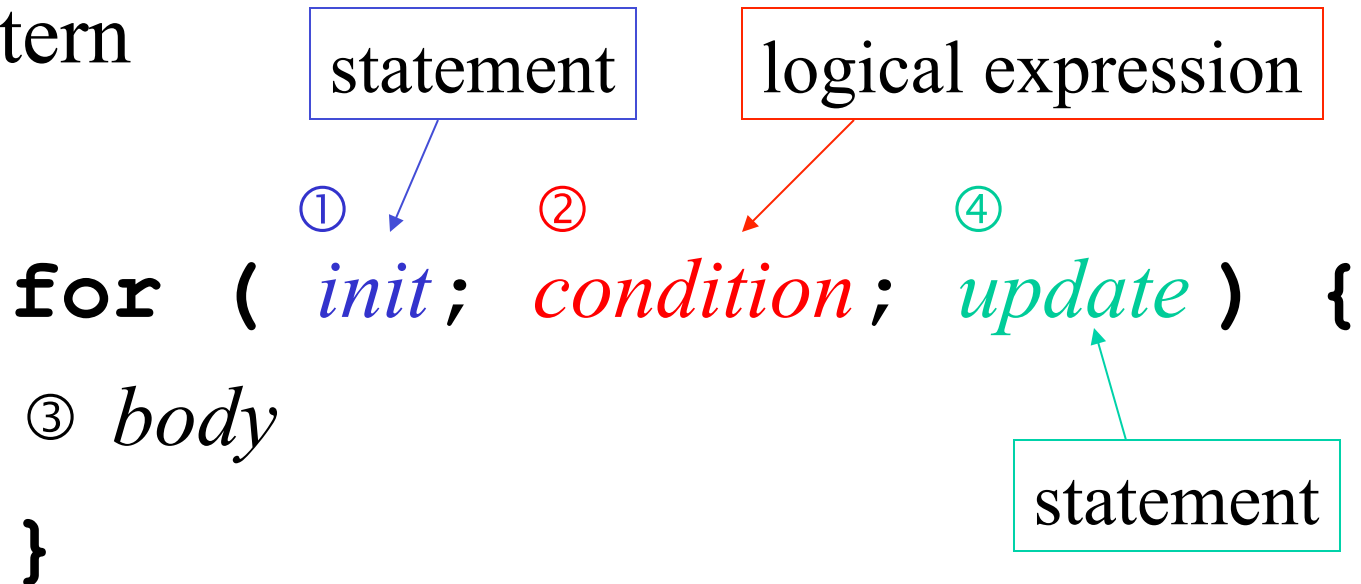 tern
statement logical expression
① ② ④
for ( init; condition; update ) {
③ body
statement
}